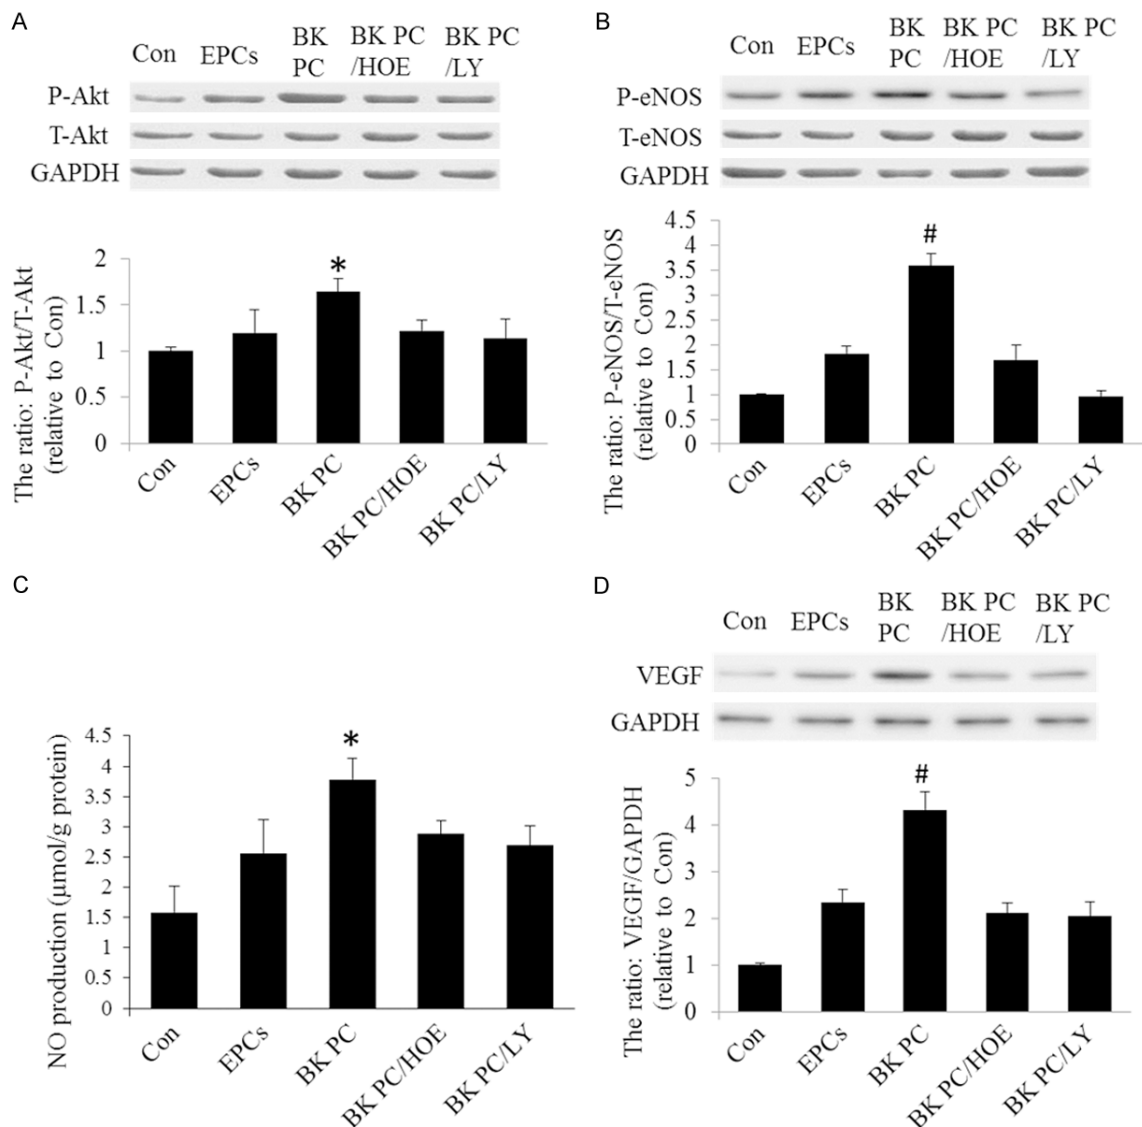 A
Con EPCs BK PC BK PC /HOE BK PC /LY
P-Akt
T-Akt
GAPDH
The ratio: P-Akt/T-Akt
(relative to Con)
2
*
1.5
1
0.5
0
Con EPCs BK PC BK PC/HOE BK PC/LY
B
Con EPCs BK PC BK PC /HOE BK PC /LY
P-eNOS
T-eNOS
GAPDH
The ratio: P-eNOS/T-eNOS
(relative to Con)
4.5
#
4
3.5
3
2.5
2
1.5
1
0.5
0
Con EPCs BK PC BK PC/HOE BK PC/LY
C
NO production (μmol/g protein)
4.5
*
4
3.5
3
2.5
2
1.5
1
0.5
0
Con EPCs BK PC BK PC/HOE BK PC/LY
D
Con EPCs BK PC BK PC /HOE BK PC /LY
VEGF
GAPDH
The ratio: VEGF/GAPDH
(relative to Con)
5
#
4
3
2
1
0
Con EPCs BK PC BK PC/HOE BK PC/LY